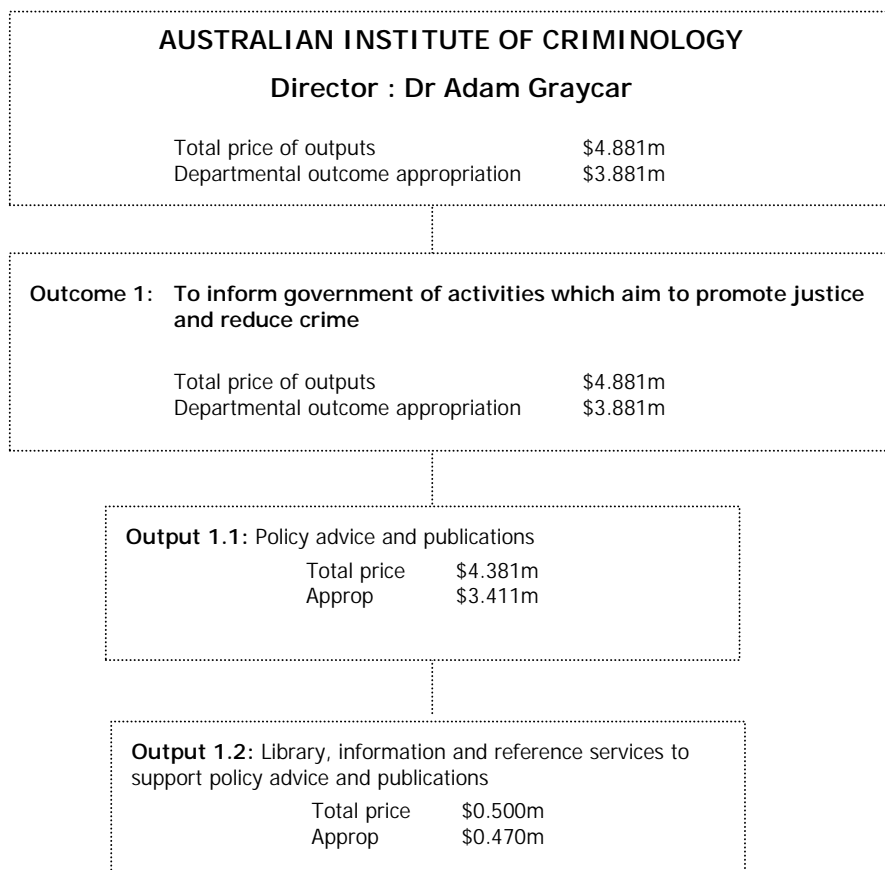 AUSTRALIAN INSTITUTE OF CRIMINOLOGY
Director : Dr Adam Graycar
Total price of outputs $4.881m
Departmental outcome appropriation $3.881m
Outcome 1: To inform government of activities which aim to promote justice
and reduce crime
Total price of outputs $4.881m
Departmental outcome appropriation $3.881m
Output 1.1: Policy advice and publications
Total price $4.381m
Approp $3.411m
Output 1.2: Library, information and reference services to
support policy advice and publications
Total price $0.500m
Approp $0.470m